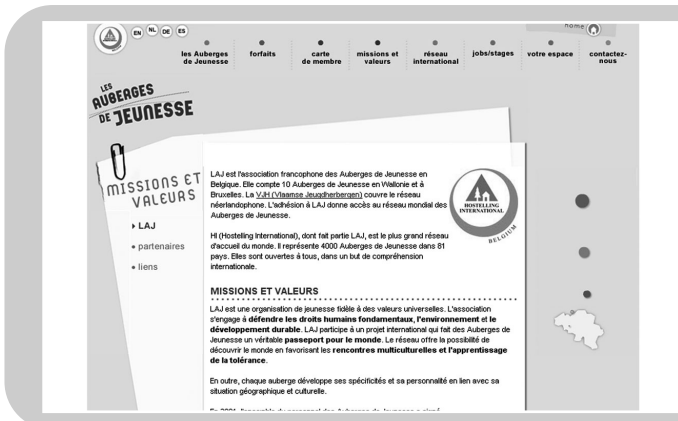 EN NL DE ES
home
les Auberges de Jeunesse
forfaits
carte de membre
missions et valeurs
réseau international
jobs/stages
votre espace
contactez-nous
LES
AUBERGES
DE JEUNESSE
MISSIONS ET
VALEURS
LAJ
partenaires
liens
LAJ est l'association francophone des Auberges de Jeunesse en
Belgique. Elle compte 10 Auberges de Jeunesse en Wallonie et à
Bruxelles. La VJH (Vlaamse Jeugdherbergen) couvre le réseau
néerlandophone. L'adhésion à LAJ donne accès au réseau mondial des
Auberges de Jeunesse.
HI (Hostelling International), dont fait partie LAJ, est le plus grand réseau
d'accueil du monde. Il représente 4000 Auberges de Jeunesse dans 81
pays. Elles sont ouvertes à tous, dans un but de compréhension
internationale.
HOSTELLING
INTERNATIONAL
BELGIUM
MISSIONS ET VALEURS
LAJ est une organisation de jeunesse fidèle à des valeurs universelles. L'association
s'engage à défendre les droits humains fondamentaux, l'environnement et le
développement durable. LAJ participe à un projet international qui fait des Auberges de
Jeunesse un véritable passeport pour le monde. Le réseau offre la possibilité de
découvrir le monde en favorisant les rencontres multiculturelles et l'apprentissage
de la tolérance.
En outre, chaque auberge développe ses spécificités et sa personnalité en lien avec sa
situation géographique et culturelle.